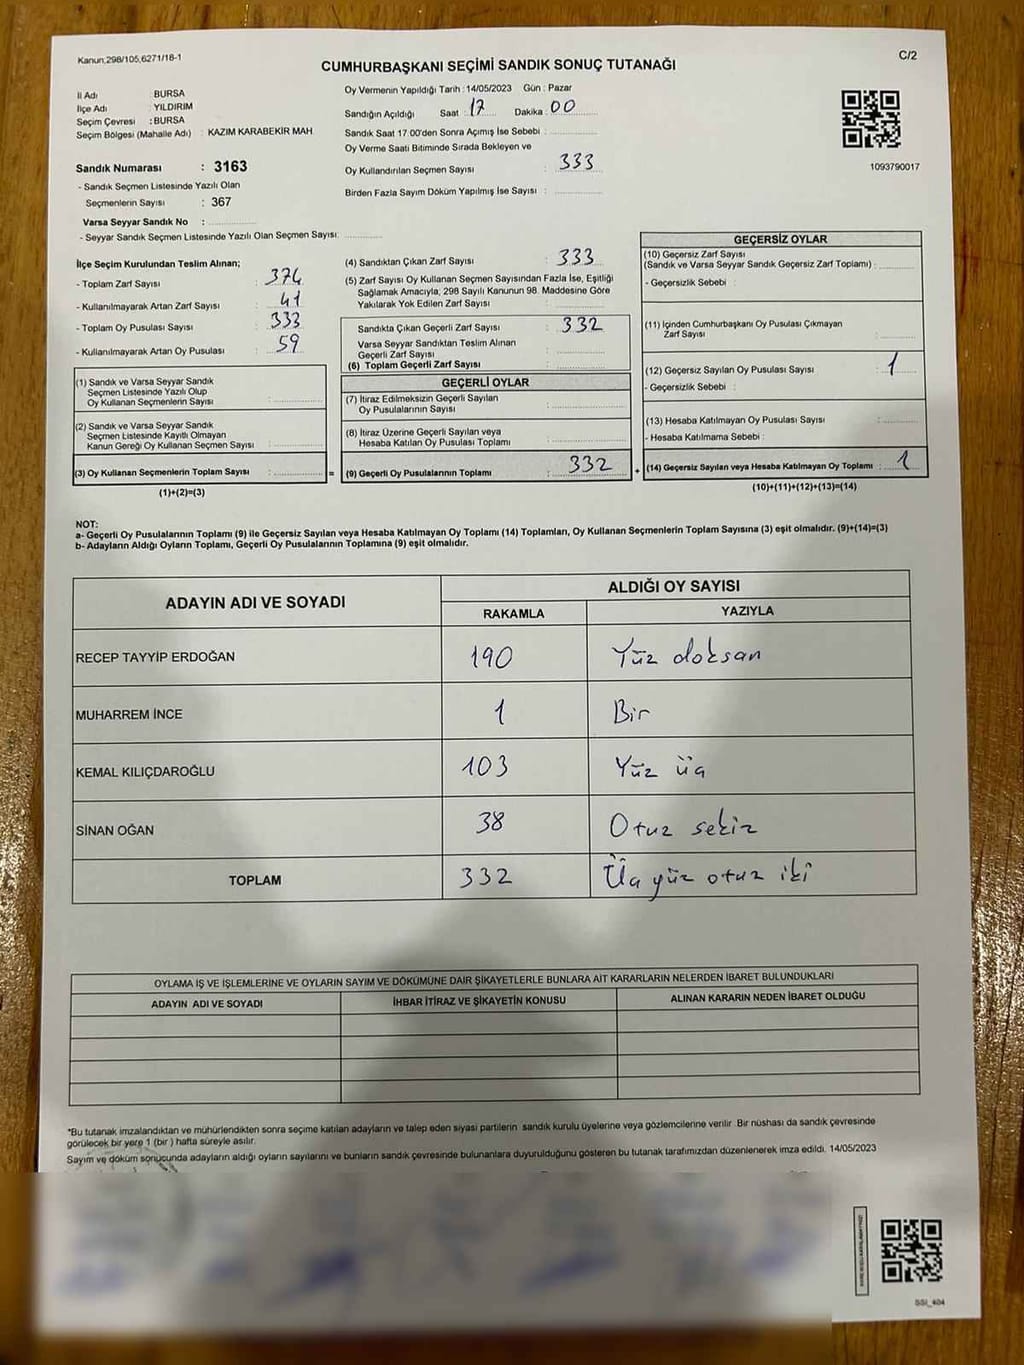 Kanun;298/105,6271/18-1
C/2
CUMHURBAŞKANI SEÇİMİ SANDIK SONUÇ TUTANAĞI
İl Adı : BURSA
İlçe Adı : YILDIRIM
Seçim Çevresi : BURSA
Seçim Bölgesi (Mahalle Adı) : KAZIM KARABEKİR MAH
Sandık Numarası : 3163
- Sandık Seçmen Listesinde Yazılı Olan
Seçmenlerin Sayısı : 367
Varsa Seyyar Sandık No :
- Seyyar Sandık Seçmen Listesinde Yazılı Olan Seçmen Sayısı:
Oy Vermenin Yapıldığı Tarih : 14/05/2023 Gün : Pazar
Sandığın Açıldığı Saat : 17 Dakika : 00
Sandık Saat 17.00'den Sonra Açımış İse Sebebi :
Oy Verme Saati Bitiminde Sırada Bekleyen ve
Oy Kullandırılan Seçmen Sayısı : 333
Birden Fazla Sayım Döküm Yapılmış İse Sayısı :
1093790017
İlçe Seçim Kurulundan Teslim Alınan;
- Toplam Zarf Sayısı : 374
- Kullanılmayarak Artan Zarf Sayısı : 41
- Toplam Oy Pusulası Sayısı : 333
- Kullanılmayarak Artan Oy Pusulası : 59
(1) Sandık ve Varsa Seyyar Sandık
Seçmen Listesinde Yazılı Olup
Oy Kullanan Seçmenlerin Sayısı :
(2) Sandık ve Varsa Seyyar Sandık
Seçmen Listesinde Kayıtlı Olmayan
Kanun Gereği Oy Kullanan Seçmen Sayısı :
(3) Oy Kullanan Seçmenlerin Toplam Sayısı :
(1)+(2)=(3)
=
(4) Sandıktan Çıkan Zarf Sayısı : 333
(5) Zarf Sayısı Oy Kullanan Seçmen Sayısından Fazla İse, Eşitliği
Sağlamak Amacıyla, 298 Sayılı Kanunun 98. Maddesine Göre
Yakılarak Yok Edilen Zarf Sayısı :
Sandıkta Çıkan Geçerli Zarf Sayısı : 332
Varsa Seyyar Sandıktan Teslim Alınan
Geçerli Zarf Sayısı :
(6) Toplam Geçerli Zarf Sayısı :
GEÇERLİ OYLAR
(7) İtiraz Edilmeksizin Geçerli Sayılan
Oy Pusulalarının Sayısı :
(8) İtiraz Üzerine Geçerli Sayılan veya
Hesaba Katılan Oy Pusulası Toplamı :
(9) Geçerli Oy Pusulalarının Toplamı : 332
+
GEÇERSİZ OYLAR
(10) Geçersiz Zarf Sayısı
(Sandık ve Varsa Seyyar Sandık Geçersiz Zarf Toplamı) :
- Geçersizlik Sebebi :
(11) İçinden Cumhurbaşkanı Oy Pusulası Çıkmayan
Zarf Sayısı :
(12) Geçersiz Sayılan Oy Pusulası Sayısı : 1
- Geçersizlik Sebebi :
(13) Hesaba Katılmayan Oy Pusulası Sayısı :
- Hesaba Katılmama Sebebi :
(14) Geçersiz Sayılan veya Hesaba Katılmayan Oy Toplamı : 1
(10)+(11)+(12)+(13)=(14)
NOT:
a- Geçerli Oy Pusulalarının Toplamı (9) ile Geçersiz Sayılan veya Hesaba Katılmayan Oy Toplamı (14) Toplamları, Oy Kullanan Seçmenlerin Toplam Sayısına (3) eşit olmalıdır. (9)+(14)=(3)
b- Adayların Aldığı Oyların Toplamı, Geçerli Oy Pusulalarının Toplamına (9) eşit olmalıdır.
ADAYIN ADI VE SOYADI
ALDIĞI OY SAYISI
RAKAMLA YAZIYLA
RECEP TAYYİP ERDOĞAN 190 Yüz doksan
MUHARREM İNCE 1 Bir
KEMAL KILIÇDAROĞLU 103 Yüz üç
SİNAN OĞAN 38 Otuz sekiz
TOPLAM 332 Üç yüz otuz iki
OYLAMA İŞ VE İŞLEMLERİNE VE OYLARIN SAYIM VE DÖKÜMÜNE DAİR ŞİKAYETLERLE BUNLARA AİT KARARLARIN NELERDEN İBARET BULUNDUKLARI
ADAYIN ADI VE SOYADI İHBAR İTİRAZ VE ŞİKAYETİN KONUSU ALINAN KARARIN NEDEN İBARET OLDUĞU
*Bu tutanak imzalandıktan ve mühürlendikten sonra seçime katılan adayların ve talep eden siyasi partilerin sandık kurulu üyelerine veya gözlemcilerine verilir. Bir nüshası da sandık çevresinde
görülecek bir yere 1 (bir ) hafta süreyle asılır.
Sayım ve döküm sonucunda adayların aldığı oyların sayılarını ve bunların sandık çevresinde bulunanlara duyurulduğunu gösteren bu tutanak tarafımızdan düzenlenerek imza edildi. 14/05/2023
SSI_404